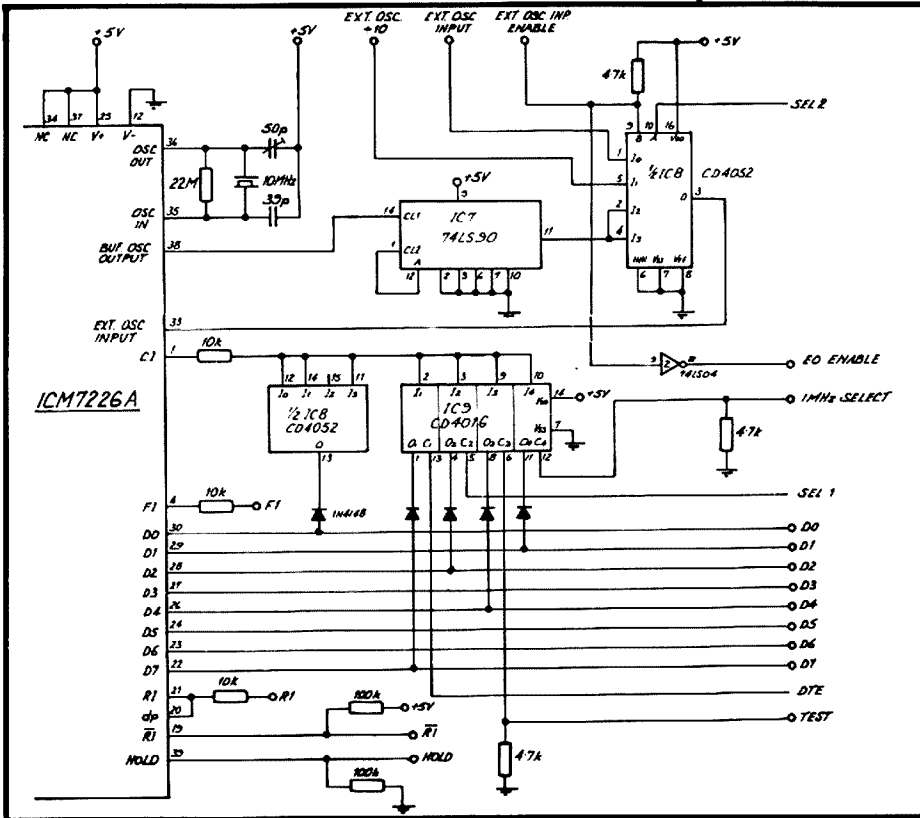 EXT. OSC. ÷10
EXT. OSC INPUT
EXT OSC INP. ENABLE
+5V
+5V
+5V
47k
SEL 2
34
37
25
12
NC
NC
V+
V-
OSC OUT
36
50p
22M
10MHz
39p
OSC IN
35
BUF. OSC OUTPUT
38
+5V
5
14
CL1
IC7
74LS90
11
1
CL2
A
12
2
3
6
7
10
9
10
16
B
A
VDD
1
I0
5
I1
2
I2
4
I3
½IC8
CD4052
O
3
INH
VSS
VEE
6
7
8
EXT. OSC INPUT
33
CI
1
10k
ICM7226A
12
14
15
11
I0
I1
I2
I3
½ IC8
CD4052
O
13
1N4148
2
3
9
10
I1
I2
I3
I4
IC9
CD4016
VDD
14
+5V
VSS
7
O1
C1
O2
C2
O3
C3
O4
C4
1
13
4
5
8
6
11
12
9
2
8
74LS04
EO ENABLE
1MHz SELECT
4.7k
SEL 1
FI
4
10k
F1
D0
30
D0
D1
29
D1
D2
28
D2
D3
27
D3
D4
26
D4
D5
24
D5
D6
23
D6
D7
22
D7
RI
21
10k
R1
DTE
dp
20
100k
+5V
TEST
RI
19
R1
HOLD
39
HOLD
100k
4.7k